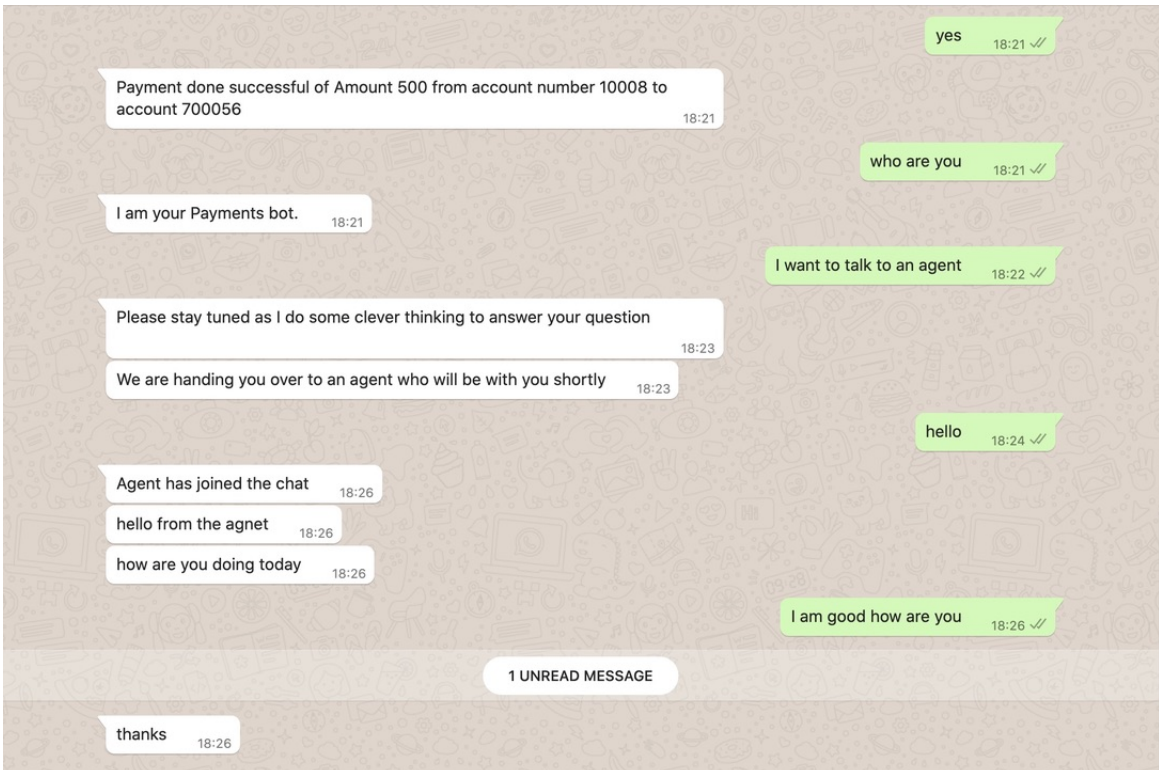 yes
18:21
Payment done successful of Amount 500 from account number 10008 to
account 700056
18:21
who are you
18:21
I am your Payments bot.
18:21
I want to talk to an agent
18:22
Please stay tuned as I do some clever thinking to answer your question
18:23
We are handing you over to an agent who will be with you shortly
18:23
hello
18:24
Agent has joined the chat
18:26
hello from the agnet
18:26
how are you doing today
18:26
I am good how are you
18:26
1 UNREAD MESSAGE
thanks
18:26